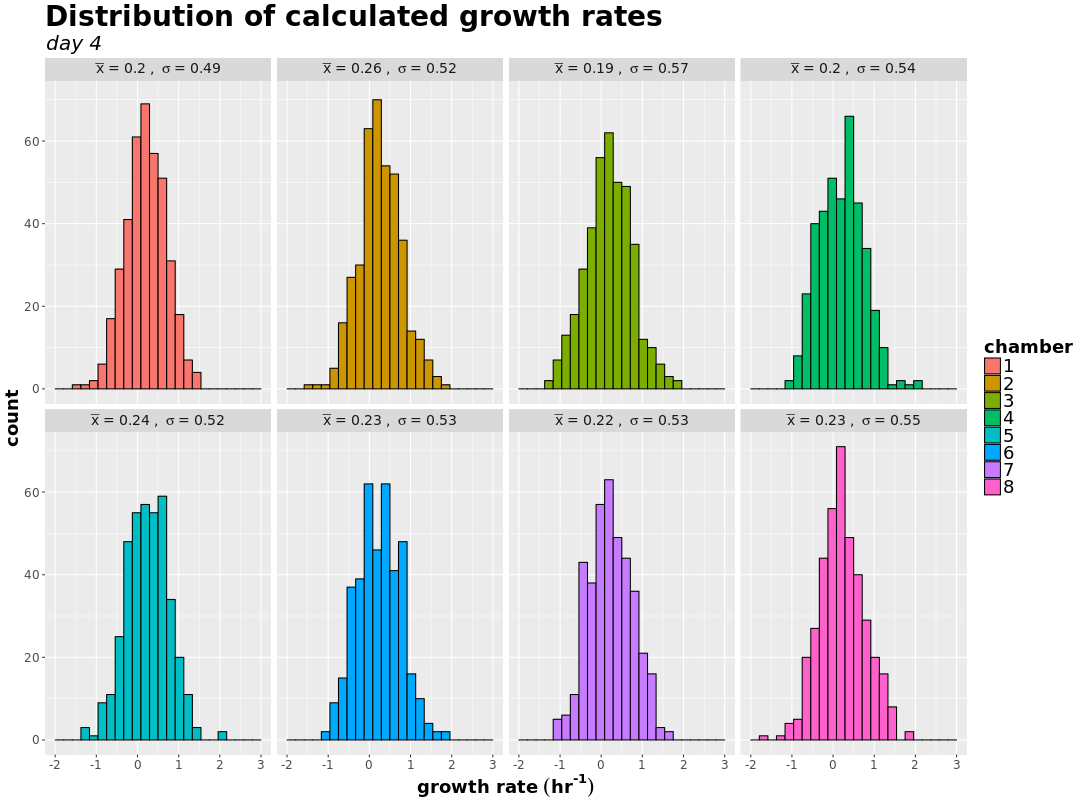 Distribution of calculated growth rates
day 4
x̅ = 0.2 , σ = 0.49
x̅ = 0.26 , σ = 0.52
x̅ = 0.19 , σ = 0.57
x̅ = 0.2 , σ = 0.54
60
40
20
0
x̅ = 0.24 , σ = 0.52
x̅ = 0.23 , σ = 0.53
x̅ = 0.22 , σ = 0.53
x̅ = 0.23 , σ = 0.55
60
40
20
0
-2 -1 0 1 2 3
-2 -1 0 1 2 3
-2 -1 0 1 2 3
-2 -1 0 1 2 3
count
growth rate (hr⁻¹)
chamber
1
2
3
4
5
6
7
8